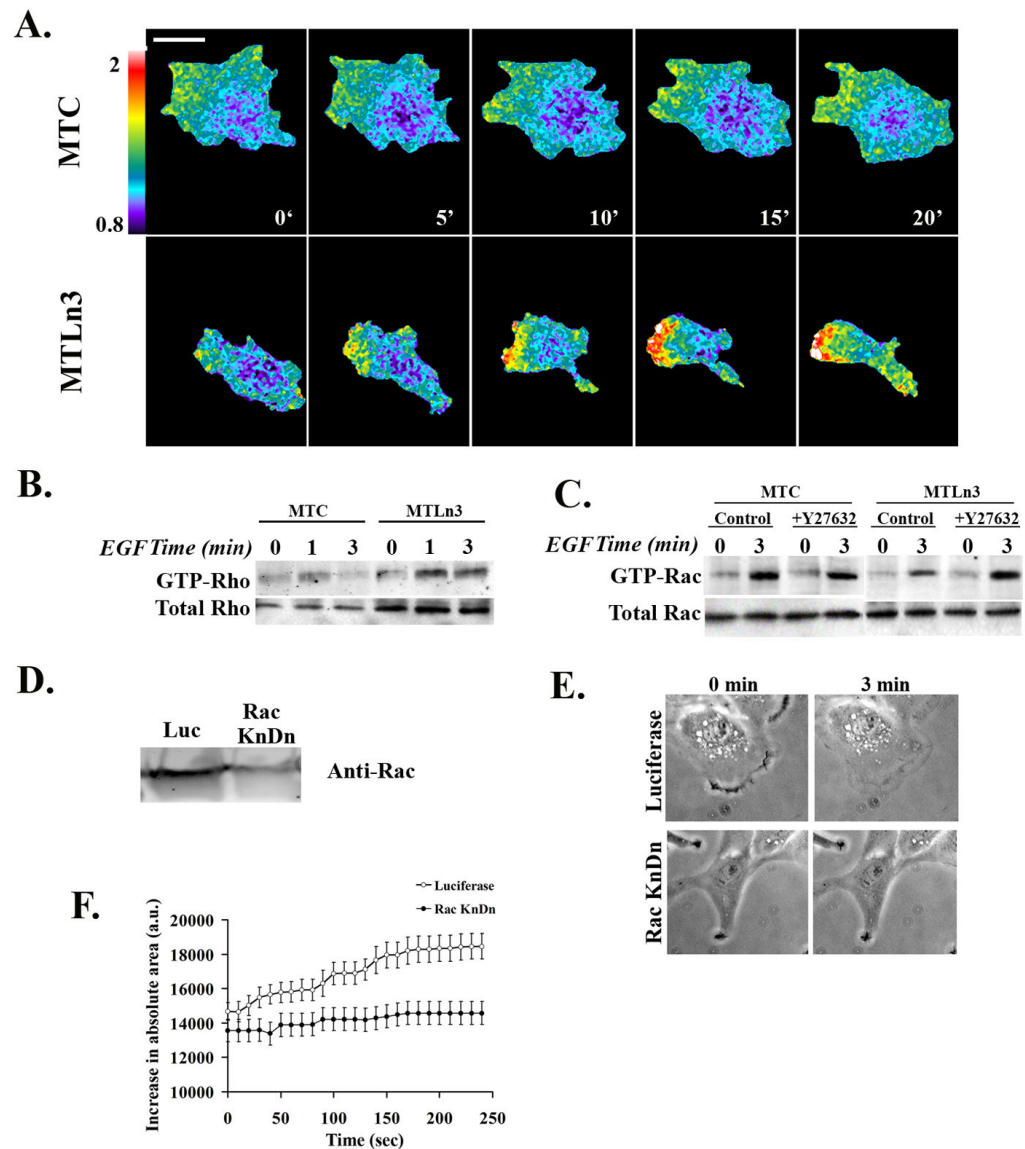 A.
2
0.8
MTC
0‘
5’
10’
15’
20’
MTLn3
B.
MTC MTLn3
EGF Time (min) 0 1 3 0 1 3
GTP-Rho
Total Rho
C.
MTC MTLn3
Control +Y27632 Control +Y27632
EGF Time (min) 0 3 0 3 0 3 0 3
GTP-Rac
Total Rac
D.
Luc Rac KnDn
Anti-Rac
E.
0 min 3 min
Luciferase
Rac KnDn
F.
Luciferase
Rac KnDn
Increase in absolute area (a.u.)
20000
18000
16000
14000
12000
10000
0 50 100 150 200 250
Time (sec)